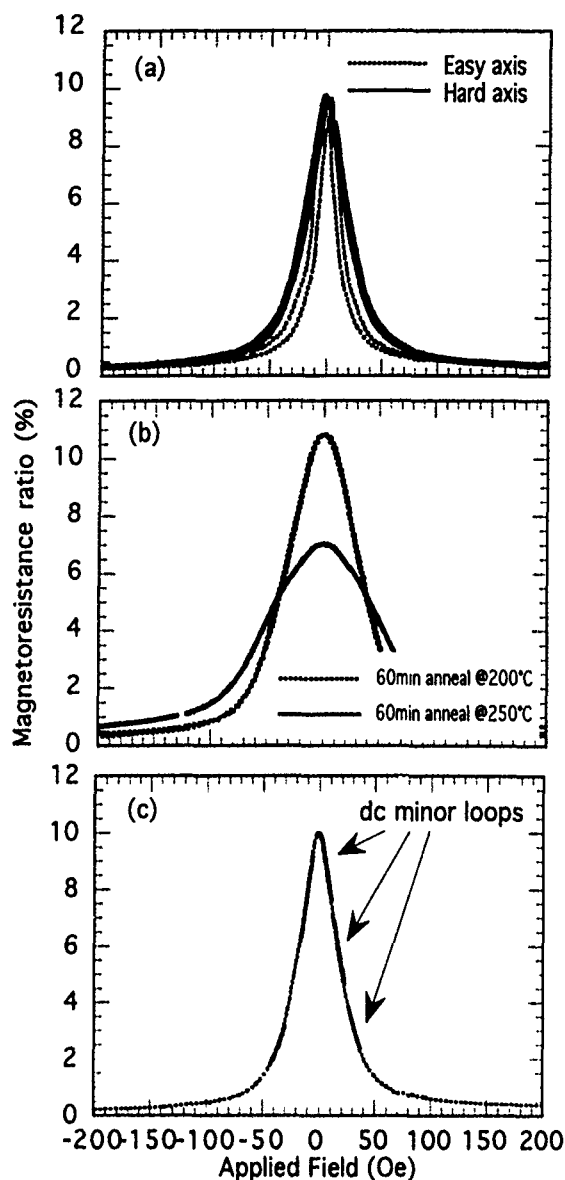 12
(a)
Easy axis
Hard axis
10
8
6
4
2
0
12
(b)
10
8
6
4
2
0
60min anneal @200°C
60min anneal @250°C
Magnetoresistance ratio (%)
12
(c)
dc minor loops
10
8
6
4
2
0
-200 -150 -100 -50 0 50 100 150 200
Applied Field (Oe)